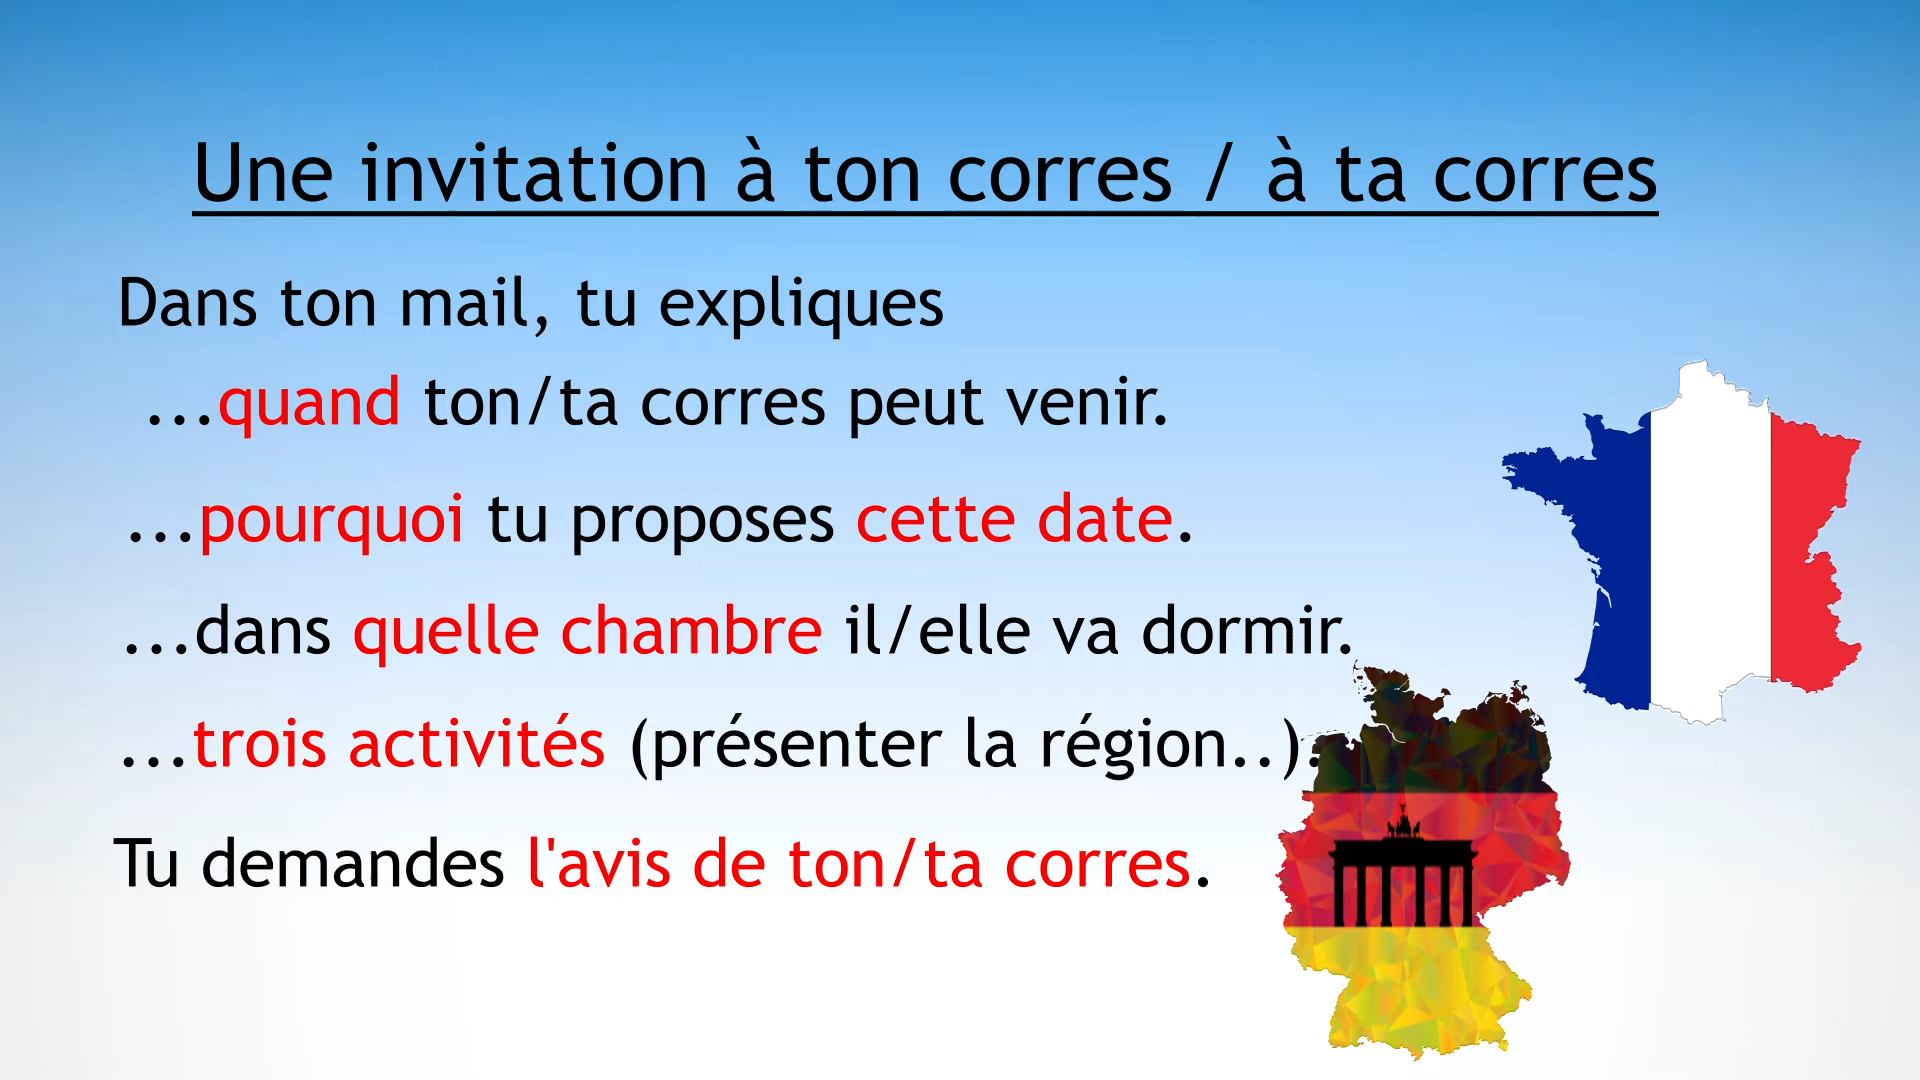 Une invitation à ton corres / à ta corres
Dans ton mail, tu expliques
...quand ton/ta corres peut venir.
...pourquoi tu proposes cette date.
...dans quelle chambre il/elle va dormir.
...trois activités (présenter la région..).
Tu demandes l'avis de ton/ta corres.